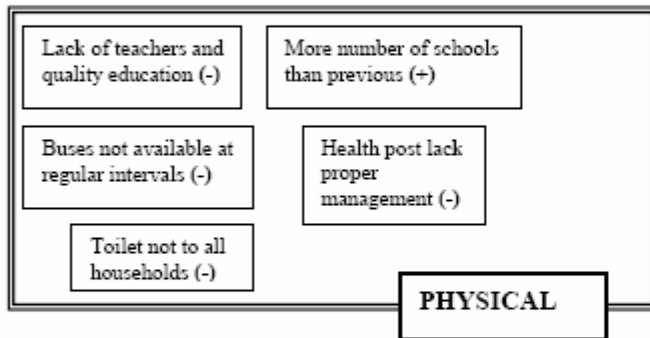 Lack of teachers and
quality education (-)
More number of schools
than previous (+)
Buses not available at
regular intervals (-)
Health post lack
proper
management (-)
Toilet not to all
households (-)
PHYSICAL